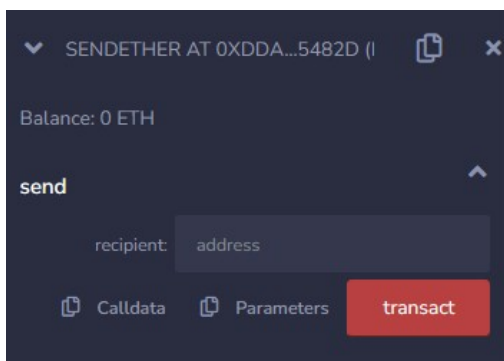 SENDETHER AT 0XDDA...5482D (
Balance: 0 ETH
send
recipient: address
Calldata Parameters transact